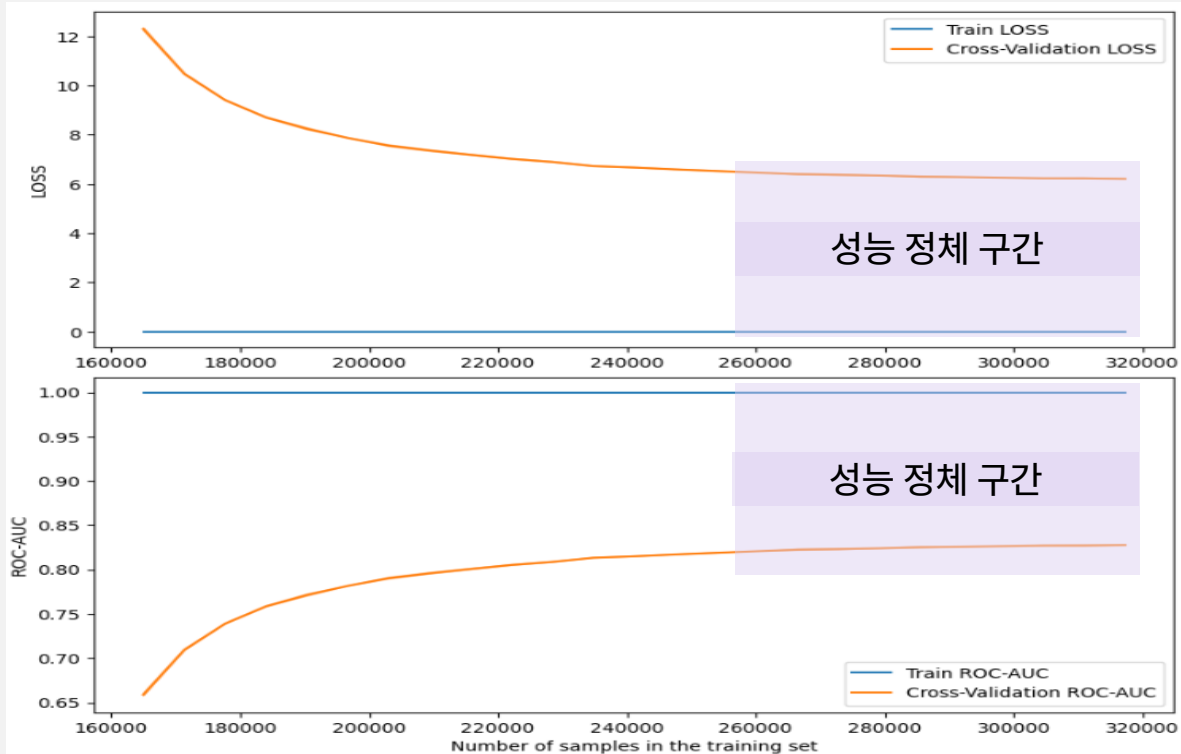 Train LOSS
Cross-Validation LOSS
12
10
8
6
4
2
0
LOSS
성능 정체 구간
160000 180000 200000 220000 240000 260000 280000 300000 320000
1.00
0.95
0.90
0.85
0.80
0.75
0.70
0.65
ROC-AUC
성능 정체 구간
Train ROC-AUC
Cross-Validation ROC-AUC
160000 180000 200000 220000 240000 260000 280000 300000 320000
Number of samples in the training set